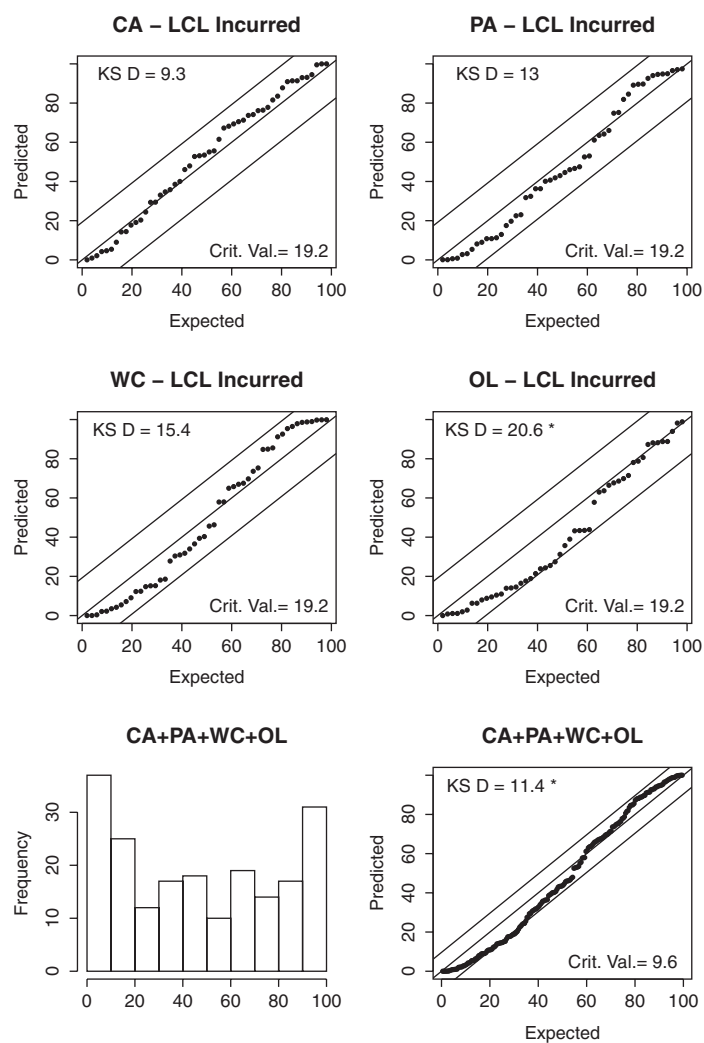 CA – LCL Incurred
KS D = 9.3
Crit. Val.= 19.2
Predicted
0 20 40 60 80
0 20 40 60 80 100
Expected
PA – LCL Incurred
KS D = 13
Crit. Val.= 19.2
Predicted
0 20 40 60 80
0 20 40 60 80 100
Expected
WC – LCL Incurred
KS D = 15.4
Crit. Val.= 19.2
Predicted
0 20 40 60 80
0 20 40 60 80 100
Expected
OL – LCL Incurred
KS D = 20.6 *
Crit. Val.= 19.2
Predicted
0 20 40 60 80
0 20 40 60 80 100
Expected
CA+PA+WC+OL
Frequency
0 10 20 30
0 20 40 60 80 100
CA+PA+WC+OL
KS D = 11.4 *
Crit. Val.= 9.6
Predicted
0 20 40 60 80
0 20 40 60 80 100
Expected